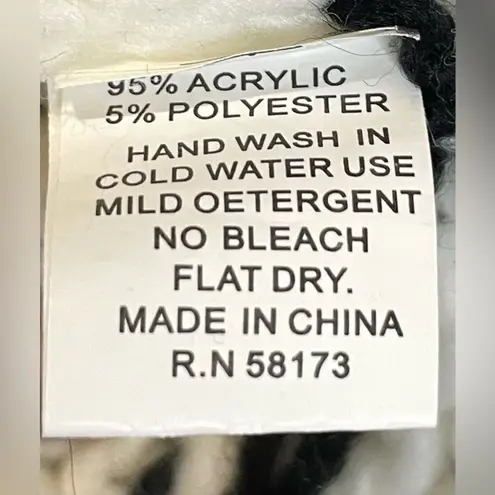 95% ACRYLIC
5% POLYESTER
HAND WASH IN
COLD WATER USE
MILD OETERGENT
NO BLEACH
FLAT DRY.
MADE IN CHINA
R.N 58173